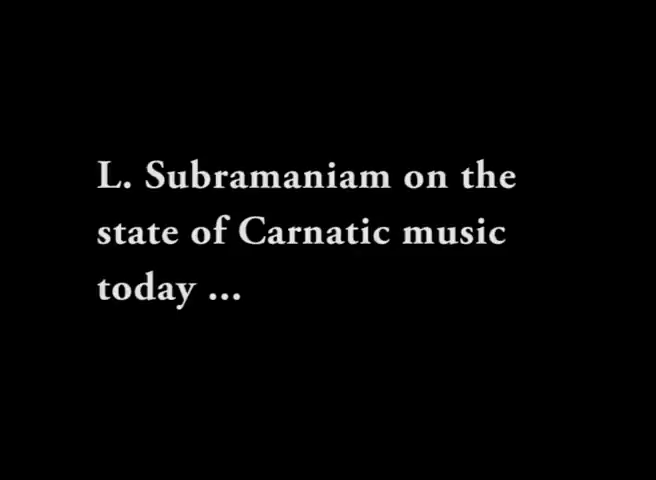 L. Subramaniam on the
state of Carnatic music
today ...